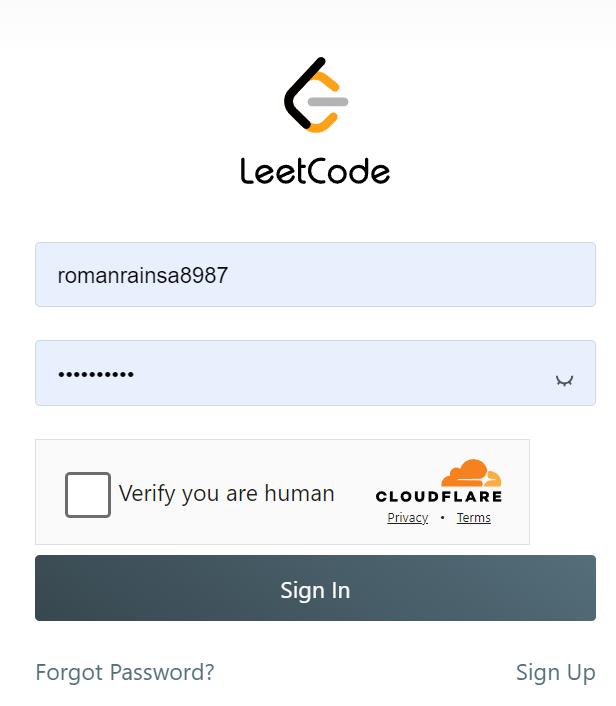 LeetCode
romanrainsa8987
••••••••••
Verify you are human
CLOUDFLARE
Privacy • Terms
Sign In
Forgot Password? Sign Up